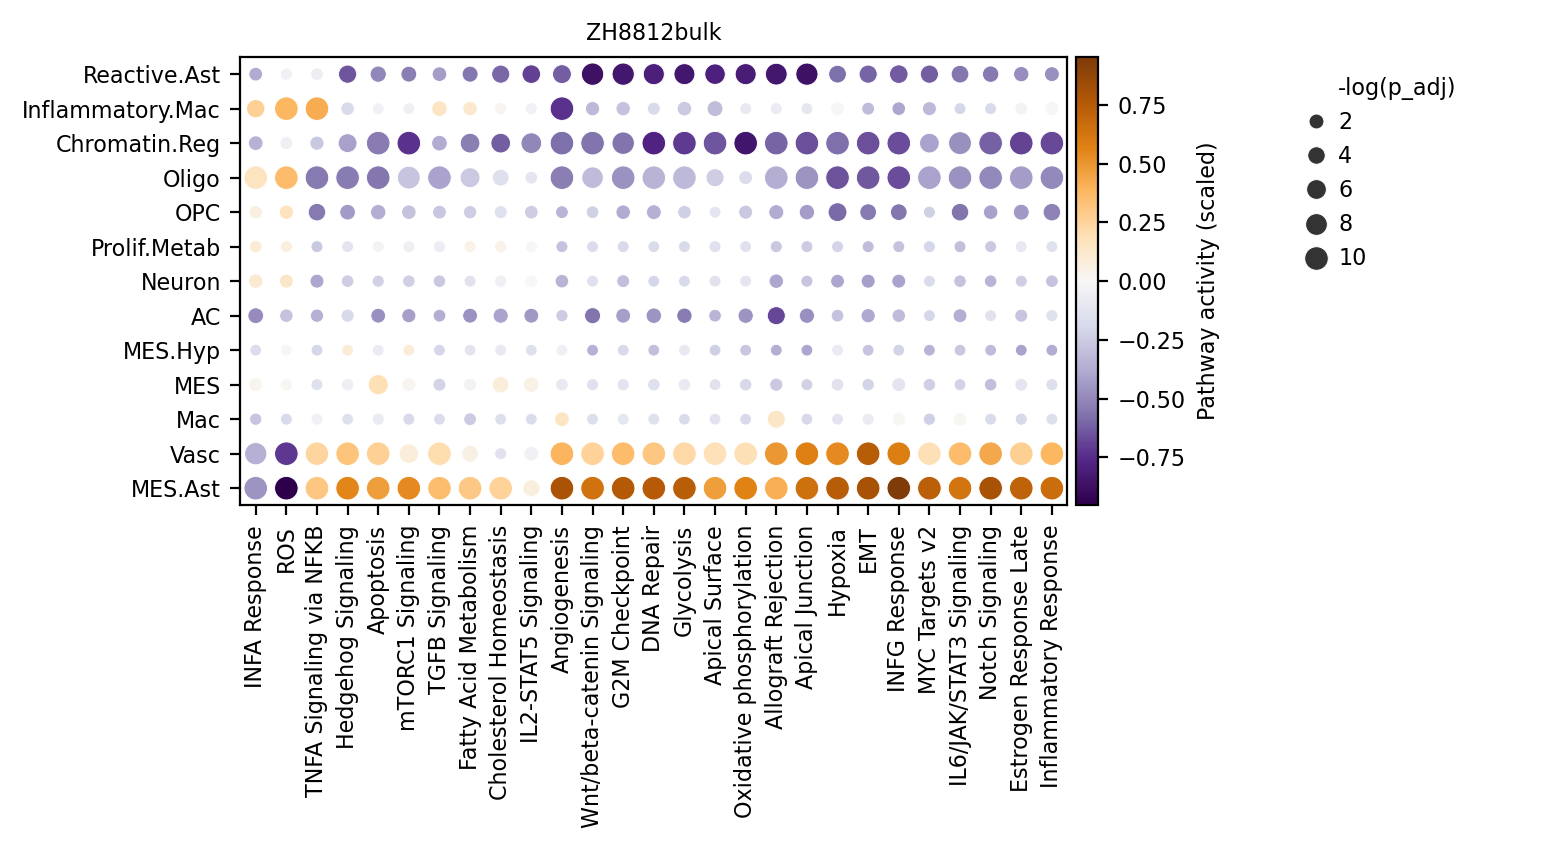 ZH8812bulk
Reactive.Ast
Inflammatory.Mac
Chromatin.Reg
Oligo
OPC
Prolif.Metab
Neuron
AC
MES.Hyp
MES
Mac
Vasc
MES.Ast
INFA Response
ROS
TNFA Signaling via NFKB
Hedgehog Signaling
Apoptosis
mTORC1 Signaling
TGFB Signaling
Fatty Acid Metabolism
Cholesterol Homeostasis
IL2-STAT5 Signaling
Angiogenesis
Wnt/beta-catenin Signaling
G2M Checkpoint
DNA Repair
Glycolysis
Apical Surface
Oxidative phosphorylation
Allograft Rejection
Apical Junction
Hypoxia
EMT
INFG Response
MYC Targets v2
IL6/JAK/STAT3 Signaling
Notch Signaling
Estrogen Response Late
Inflammatory Response
0.75
0.50
0.25
0.00
−0.25
−0.50
−0.75
Pathway activity (scaled)
-log(p_adj)
2
4
6
8
10